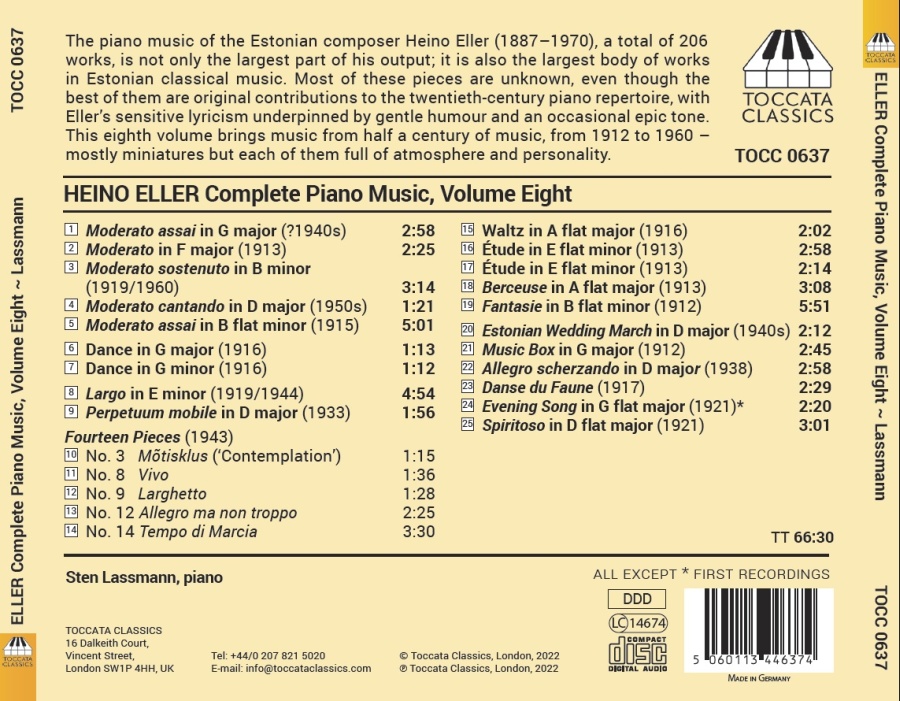 TOCC 0637
ELLER Complete Piano Music, Volume Eight ~ Lassmann
TOCCATA
CLASSICS
The piano music of the Estonian composer Heino Eller (1887–1970), a total of 206
works, is not only the largest part of his output; it is also the largest body of works
in Estonian classical music. Most of these pieces are unknown, even though the
best of them are original contributions to the twentieth-century piano repertoire, with
Eller's sensitive lyricism underpinned by gentle humour and an occasional epic tone.
This eighth volume brings music from half a century of music, from 1912 to 1960 –
mostly miniatures but each of them full of atmosphere and personality.
TOCCATA
CLASSICS
TOCC 0637
HEINO ELLER Complete Piano Music, Volume Eight
1 Moderato assai in G major (?1940s) 2:58
2 Moderato in F major (1913) 2:25
3 Moderato sostenuto in B minor
(1919/1960) 3:14
4 Moderato cantando in D major (1950s) 1:21
5 Moderato assai in B flat minor (1915) 5:01
6 Dance in G major (1916) 1:13
7 Dance in G minor (1916) 1:12
8 Largo in E minor (1919/1944) 4:54
9 Perpetuum mobile in D major (1933) 1:56
Fourteen Pieces (1943)
10 No. 3 Mõtisklus (‘Contemplation’) 1:15
11 No. 8 Vivo 1:36
12 No. 9 Larghetto 1:28
13 No. 12 Allegro ma non troppo 2:25
14 No. 14 Tempo di Marcia 3:30
15 Waltz in A flat major (1916) 2:02
16 Étude in E flat minor (1913) 2:58
17 Étude in E flat minor (1913) 2:14
18 Berceuse in A flat major (1913) 3:08
19 Fantasie in B flat minor (1912) 5:51
20 Estonian Wedding March in D major (1940s) 2:12
21 Music Box in G major (1912) 2:45
22 Allegro scherzando in D major (1938) 2:58
23 Danse du Faune (1917) 2:29
24 Evening Song in G flat major (1921)* 2:20
25 Spiritoso in D flat major (1921) 3:01
TT 66:30
Sten Lassmann, piano
ALL EXCEPT * FIRST RECORDINGS
TOCCATA CLASSICS
16 Dalkeith Court,
Vincent Street,
London SW1P 4HH, UK
Tel: +44/0 207 821 5020
E-mail: info@toccataclassics.com
© Toccata Classics, London, 2022
℗ Toccata Classics, London, 2022
DDD
LC 14674
COMPACT
disc
DIGITAL AUDIO
5 060113 446374
MADE IN GERMANY
TOCCATA
CLASSICS
ELLER Complete Piano Music, Volume Eight ~ Lassmann
TOCC 0637